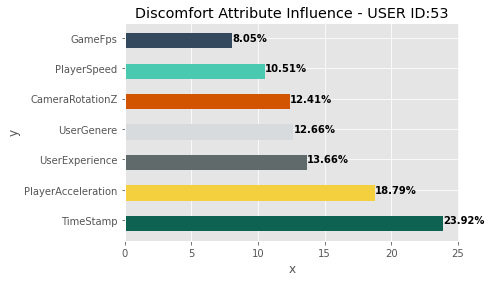 Discomfort Attribute Influence - USER ID:53
GameFps
8.05%
PlayerSpeed
10.51%
CameraRotationZ
12.41%
UserGenere
12.66%
UserExperience
13.66%
PlayerAcceleration
18.79%
TimeStamp
23.92%
y
0 5 10 15 20 25
x